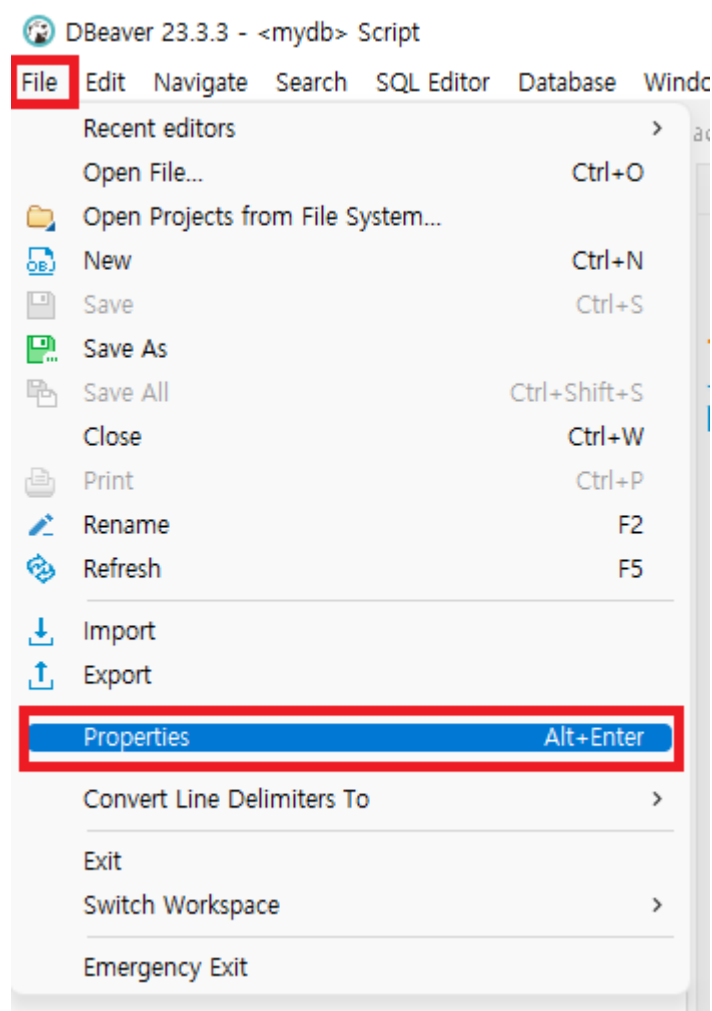 DBeaver 23.3.3 - <mydb> Script
File Edit Navigate Search SQL Editor Database
Recent editors
Open File... Ctrl+O
Open Projects from File System...
New Ctrl+N
Save Ctrl+S
Save As
Save All Ctrl+Shift+S
Close Ctrl+W
Print Ctrl+P
Rename F2
Refresh F5
Import
Export
Properties Alt+Enter
Convert Line Delimiters To
Exit
Switch Workspace
Emergency Exit